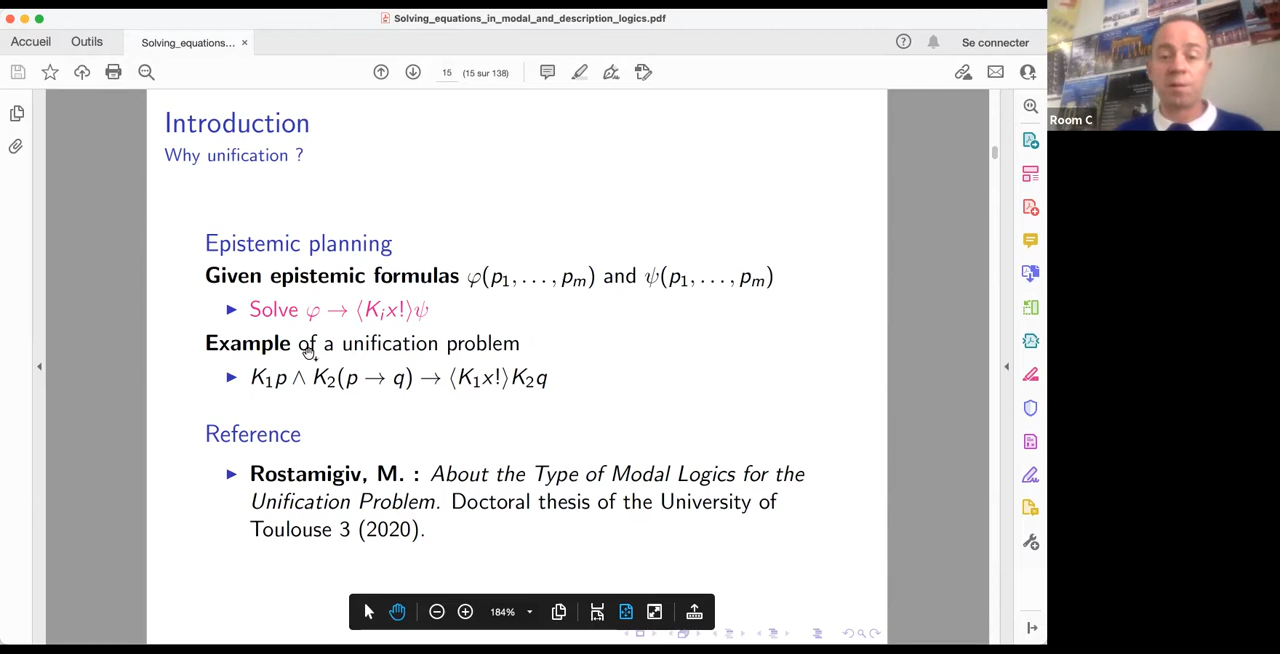 Solving_equations_in_modal_and_description_logics.pdf
Accueil Outils Solving_equations... × Se connecter
15 (15 sur 138)
Room C
Introduction
Why unification ?
Epistemic planning
Given epistemic formulas φ(p₁, . . . , pₘ) and ψ(p₁, . . . , pₘ)
▶ Solve φ → ⟨Kᵢx!⟩ψ
Example of a unification problem
▶ K₁p ∧ K₂(p → q) → ⟨K₁x!⟩K₂q
Reference
▶ Rostamigiv, M. : About the Type of Modal Logics for the
Unification Problem. Doctoral thesis of the University of
Toulouse 3 (2020).
184%